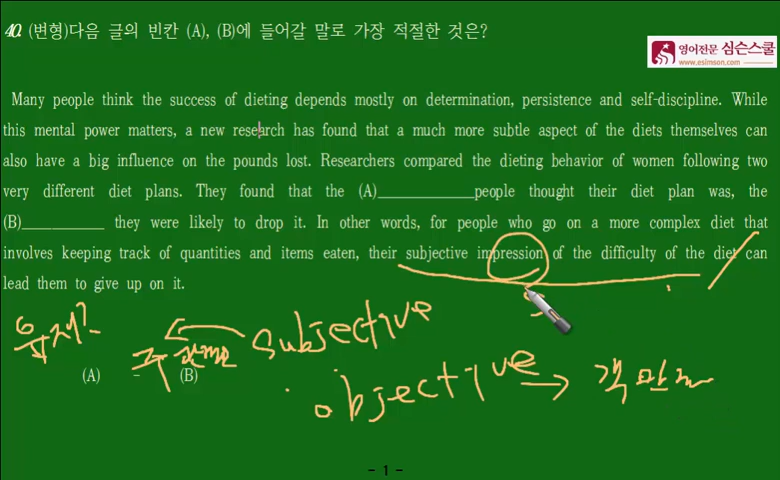 40. (변형)다음 글의 빈칸 (A), (B)에 들어갈 말로 가장 적절한 것은?
영어전문 심슨스쿨
www.esimson.com
Many people think the success of dieting depends mostly on determination, persistence and self-discipline. While
this mental power matters, a new research has found that a much more subtle aspect of the diets themselves can
also have a big influence on the pounds lost. Researchers compared the dieting behavior of women following two
very different diet plans. They found that the (A)______________people thought their diet plan was, the
(B)____________ they were likely to drop it. In other words, for people who go on a more complex diet that
involves keeping track of quantities and items eaten, their subjective impression of the difficulty of the diet can
lead them to give up on it.
subjective
(A) – (B)
objective →
- 1 -